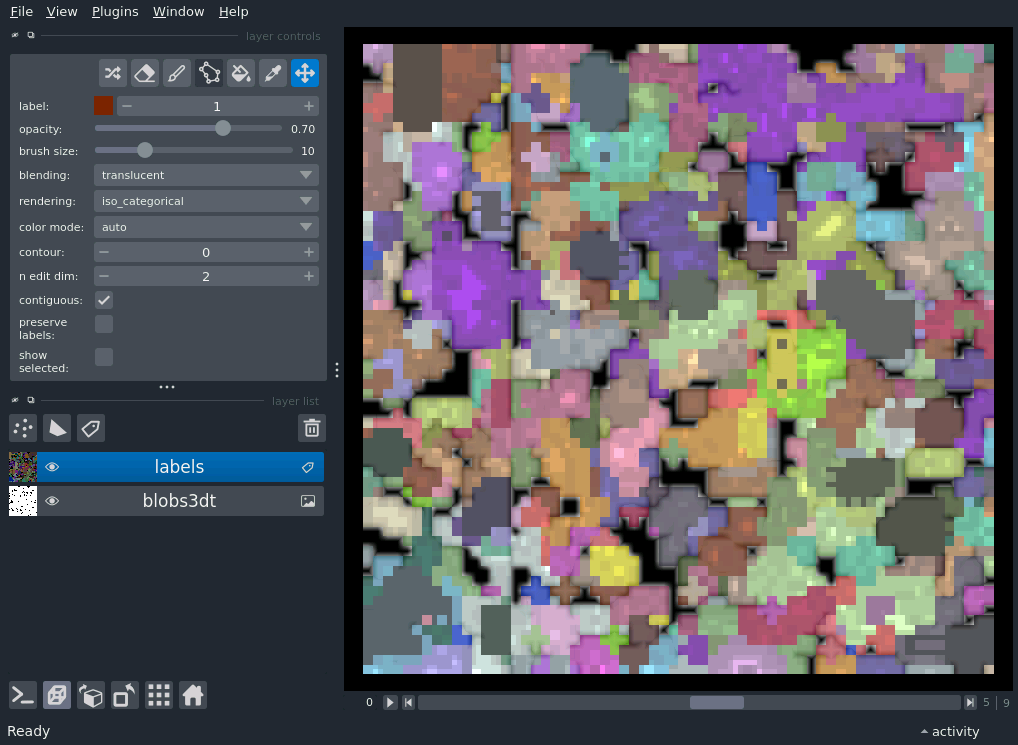 File View Plugins Window Help
layer controls
label: 1
opacity: 0.70
brush size: 10
blending: translucent
rendering: iso_categorical
color mode: auto
contour: 0
n edit dim: 2
contiguous:
preserve
labels:
show
selected:
layer list
labels
blobs3dt
0 5 9
Ready activity